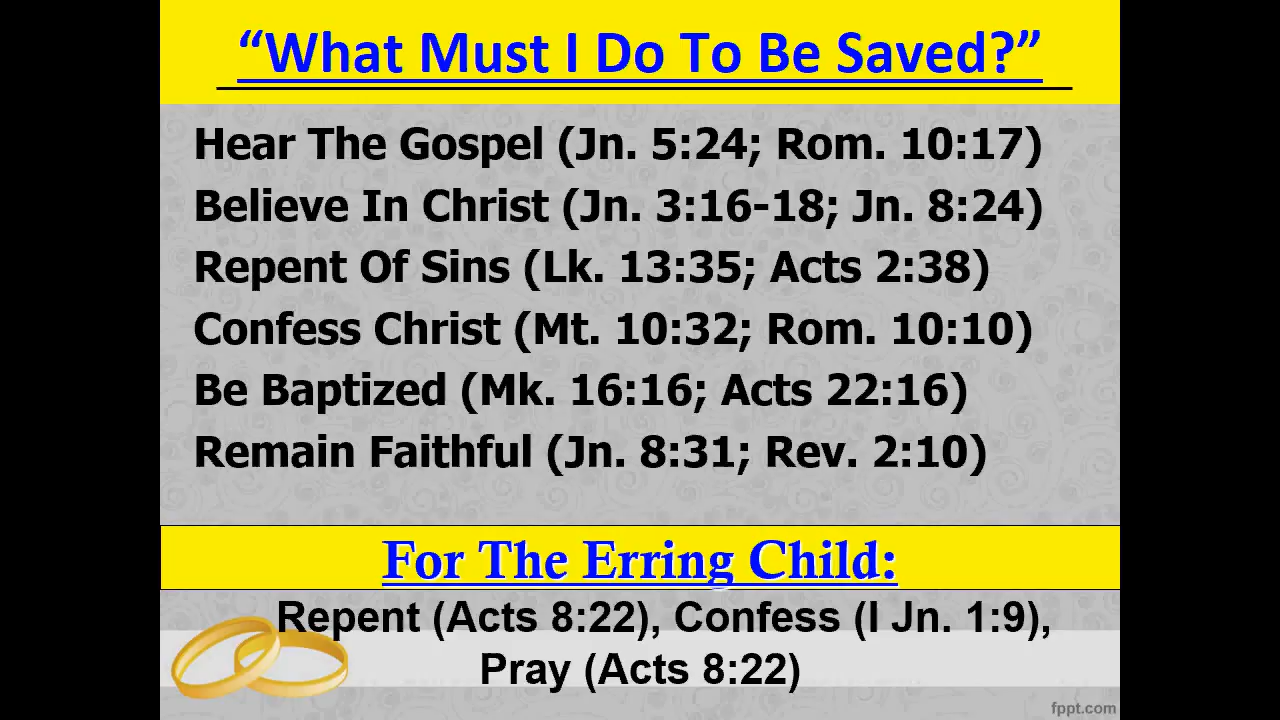 “What Must I Do To Be Saved?”
Hear The Gospel (Jn. 5:24; Rom. 10:17)
Believe In Christ (Jn. 3:16-18; Jn. 8:24)
Repent Of Sins (Lk. 13:35; Acts 2:38)
Confess Christ (Mt. 10:32; Rom. 10:10)
Be Baptized (Mk. 16:16; Acts 22:16)
Remain Faithful (Jn. 8:31; Rev. 2:10)
For The Erring Child:
Repent (Acts 8:22), Confess (I Jn. 1:9),
Pray (Acts 8:22)
fppt.com